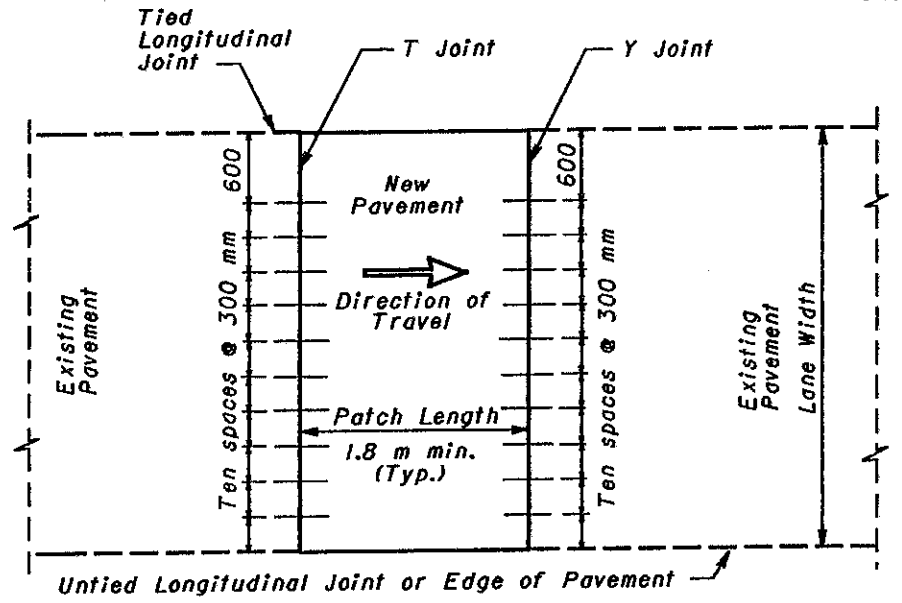 Tied
Longitudinal
Joint
T Joint
Y Joint
600
600
New
Pavement
Direction of
Travel
Ten spaces @ 300 mm
Ten spaces @ 300 mm
Existing
Pavement
Existing
Pavement
Lane Width
Patch Length
1.8 m min.
(Typ.)
Untied Longitudinal Joint or Edge of Pavement